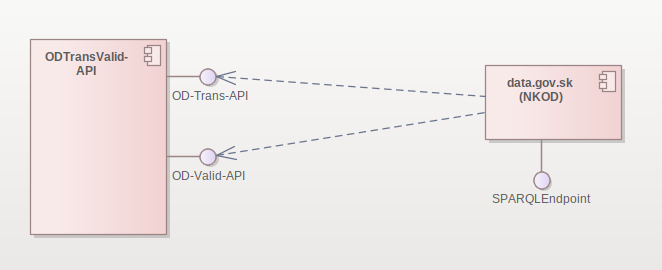 ODTransValid-
API
OD-Trans-API
OD-Valid-API
data.gov.sk
(NKOD)
SPARQLEndpoint